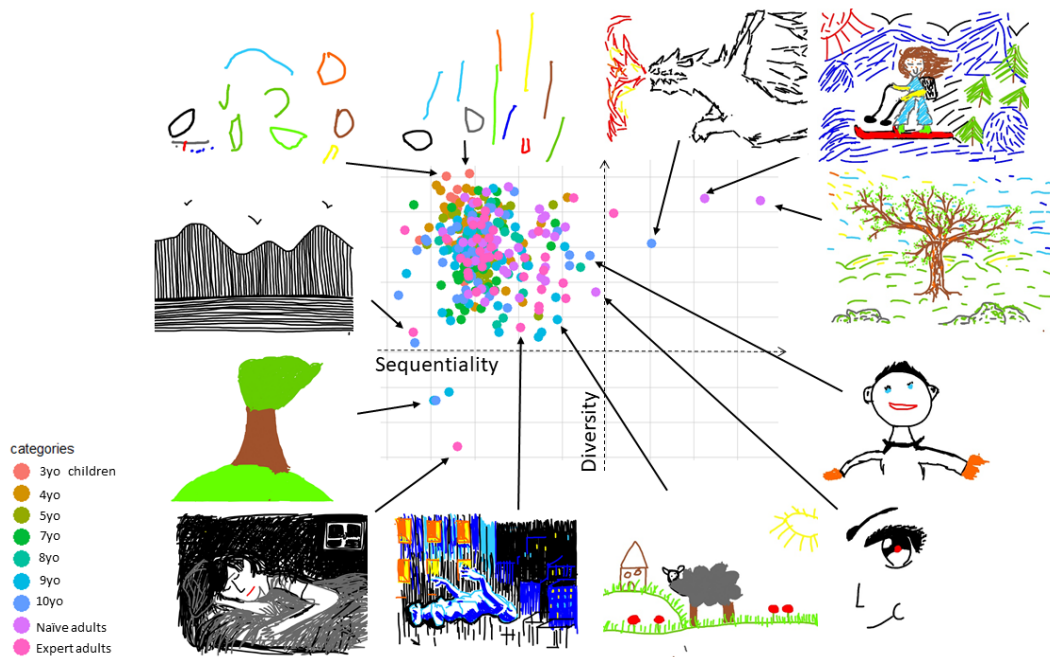 Sequentiality
Diversity
categories
3yo children
4yo
5yo
7yo
8yo
9yo
10yo
Naïve adults
Expert adults